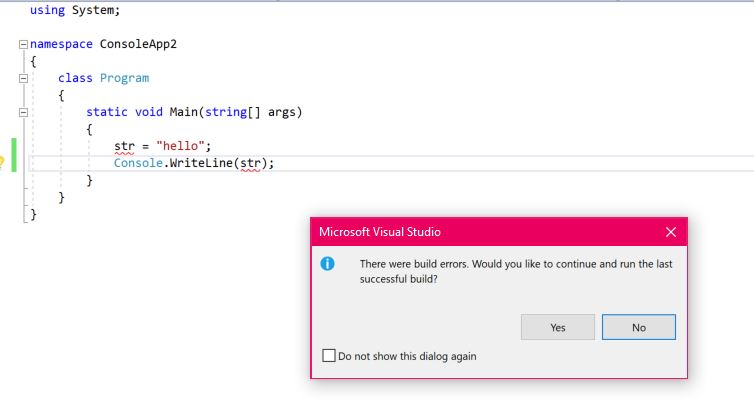 using System;
namespace ConsoleApp2
{
class Program
{
static void Main(string[] args)
{
str = "hello";
Console.WriteLine(str);
}
}
}
Microsoft Visual Studio
There were build errors. Would you like to continue and run the last
successful build?
Yes No
Do not show this dialog again